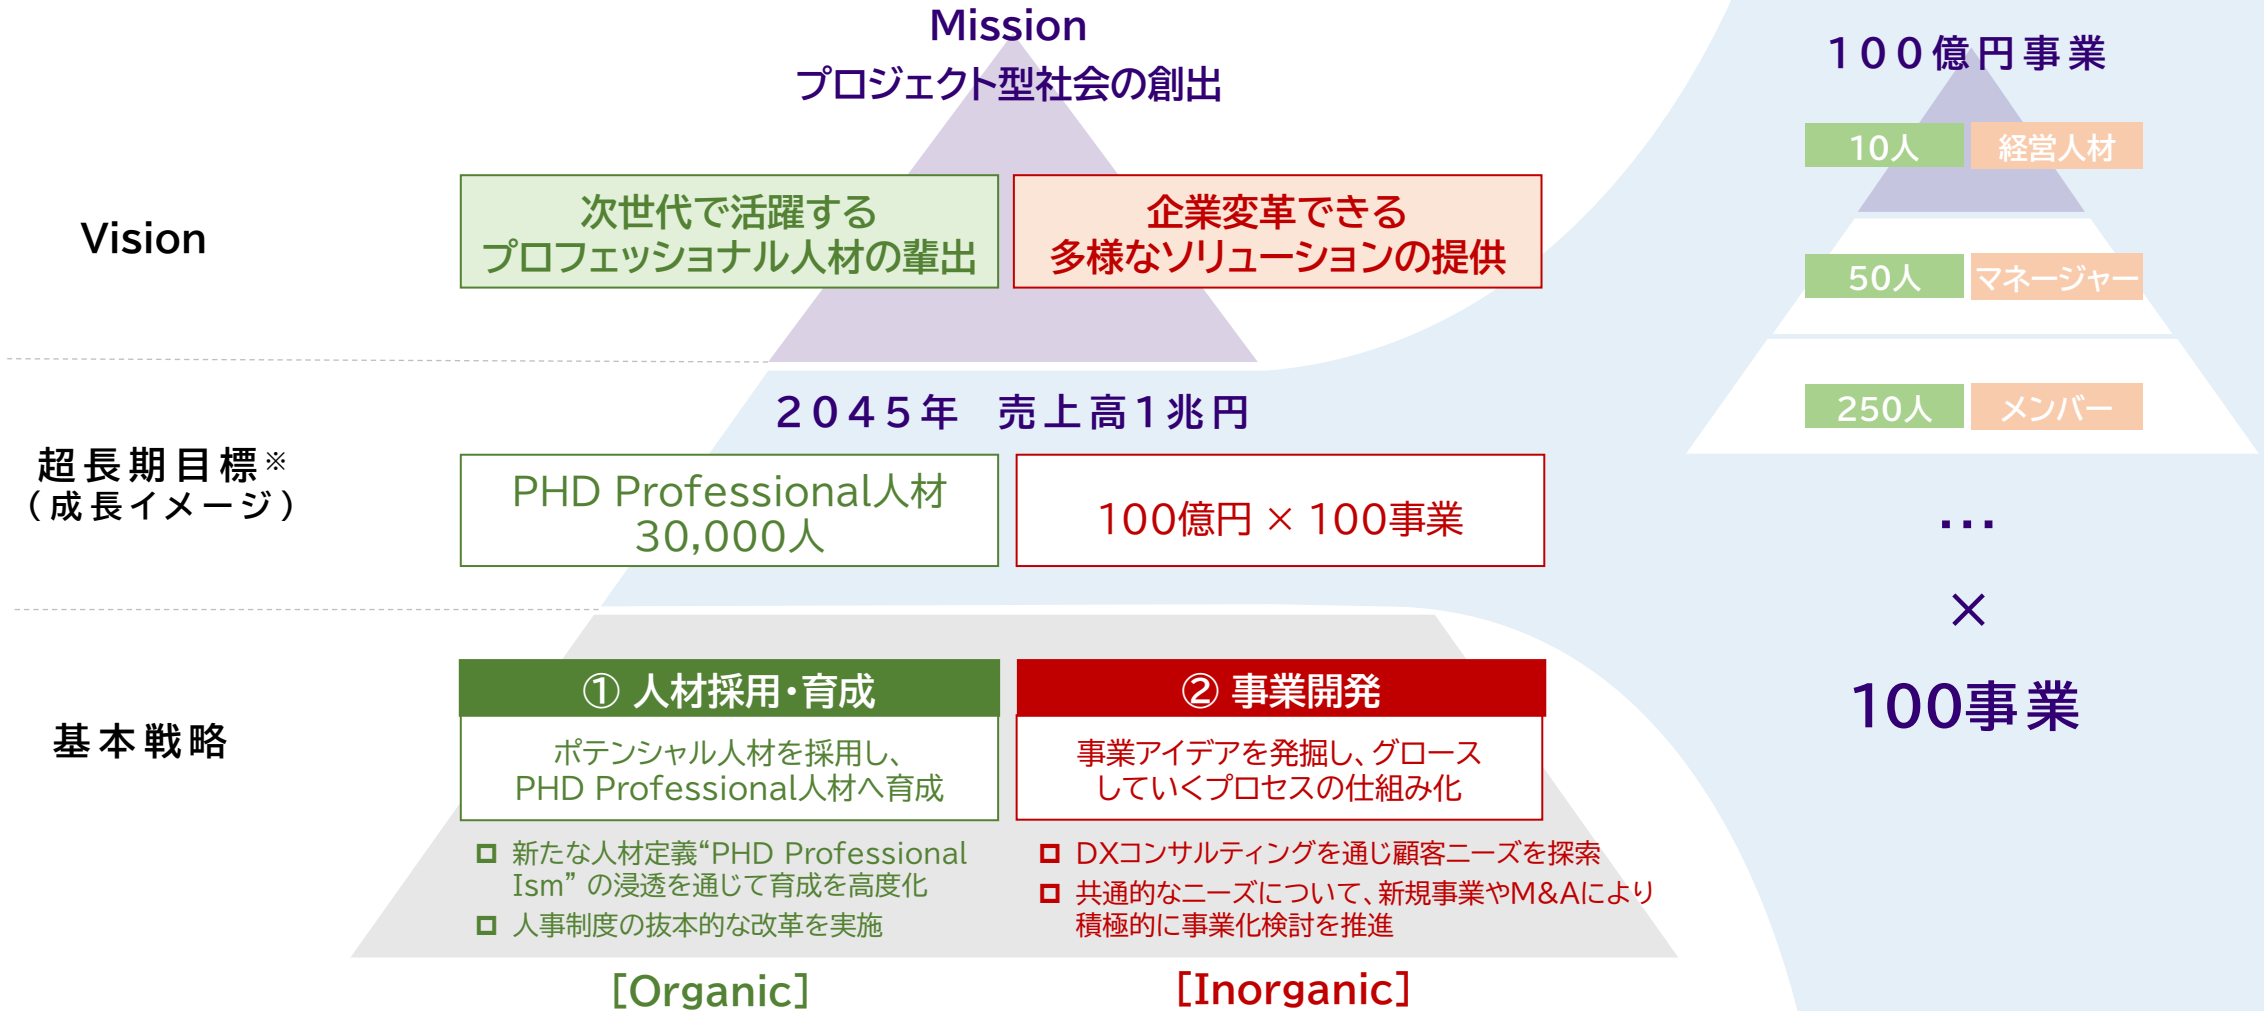 Mission
プロジェクト型社会の創出
Vision
次世代で活躍する
プロフェッショナル人材の輩出
企業変革できる
多様なソリューションの提供
超長期目標※
（成長イメージ）
2045年 売上高1兆円
PHD Professional人材
30,000人
100億円 × 100事業
基本戦略
① 人材採用・育成
ポテンシャル人材を採用し、
PHD Professional人材へ育成
新たな人材定義“PHD Professional
Ism” の浸透を通じて育成を高度化
人事制度の抜本的な改革を実施
[Organic]
② 事業開発
事業アイデアを発掘し、グロース
していくプロセスの仕組み化
DXコンサルティングを通じ顧客ニーズを探索
共通的なニーズについて、新規事業やM&Aにより
積極的に事業化検討を推進
[Inorganic]
100億円事業
10人 経営人材
50人 マネージャー
250人 メンバー
…
×
100事業